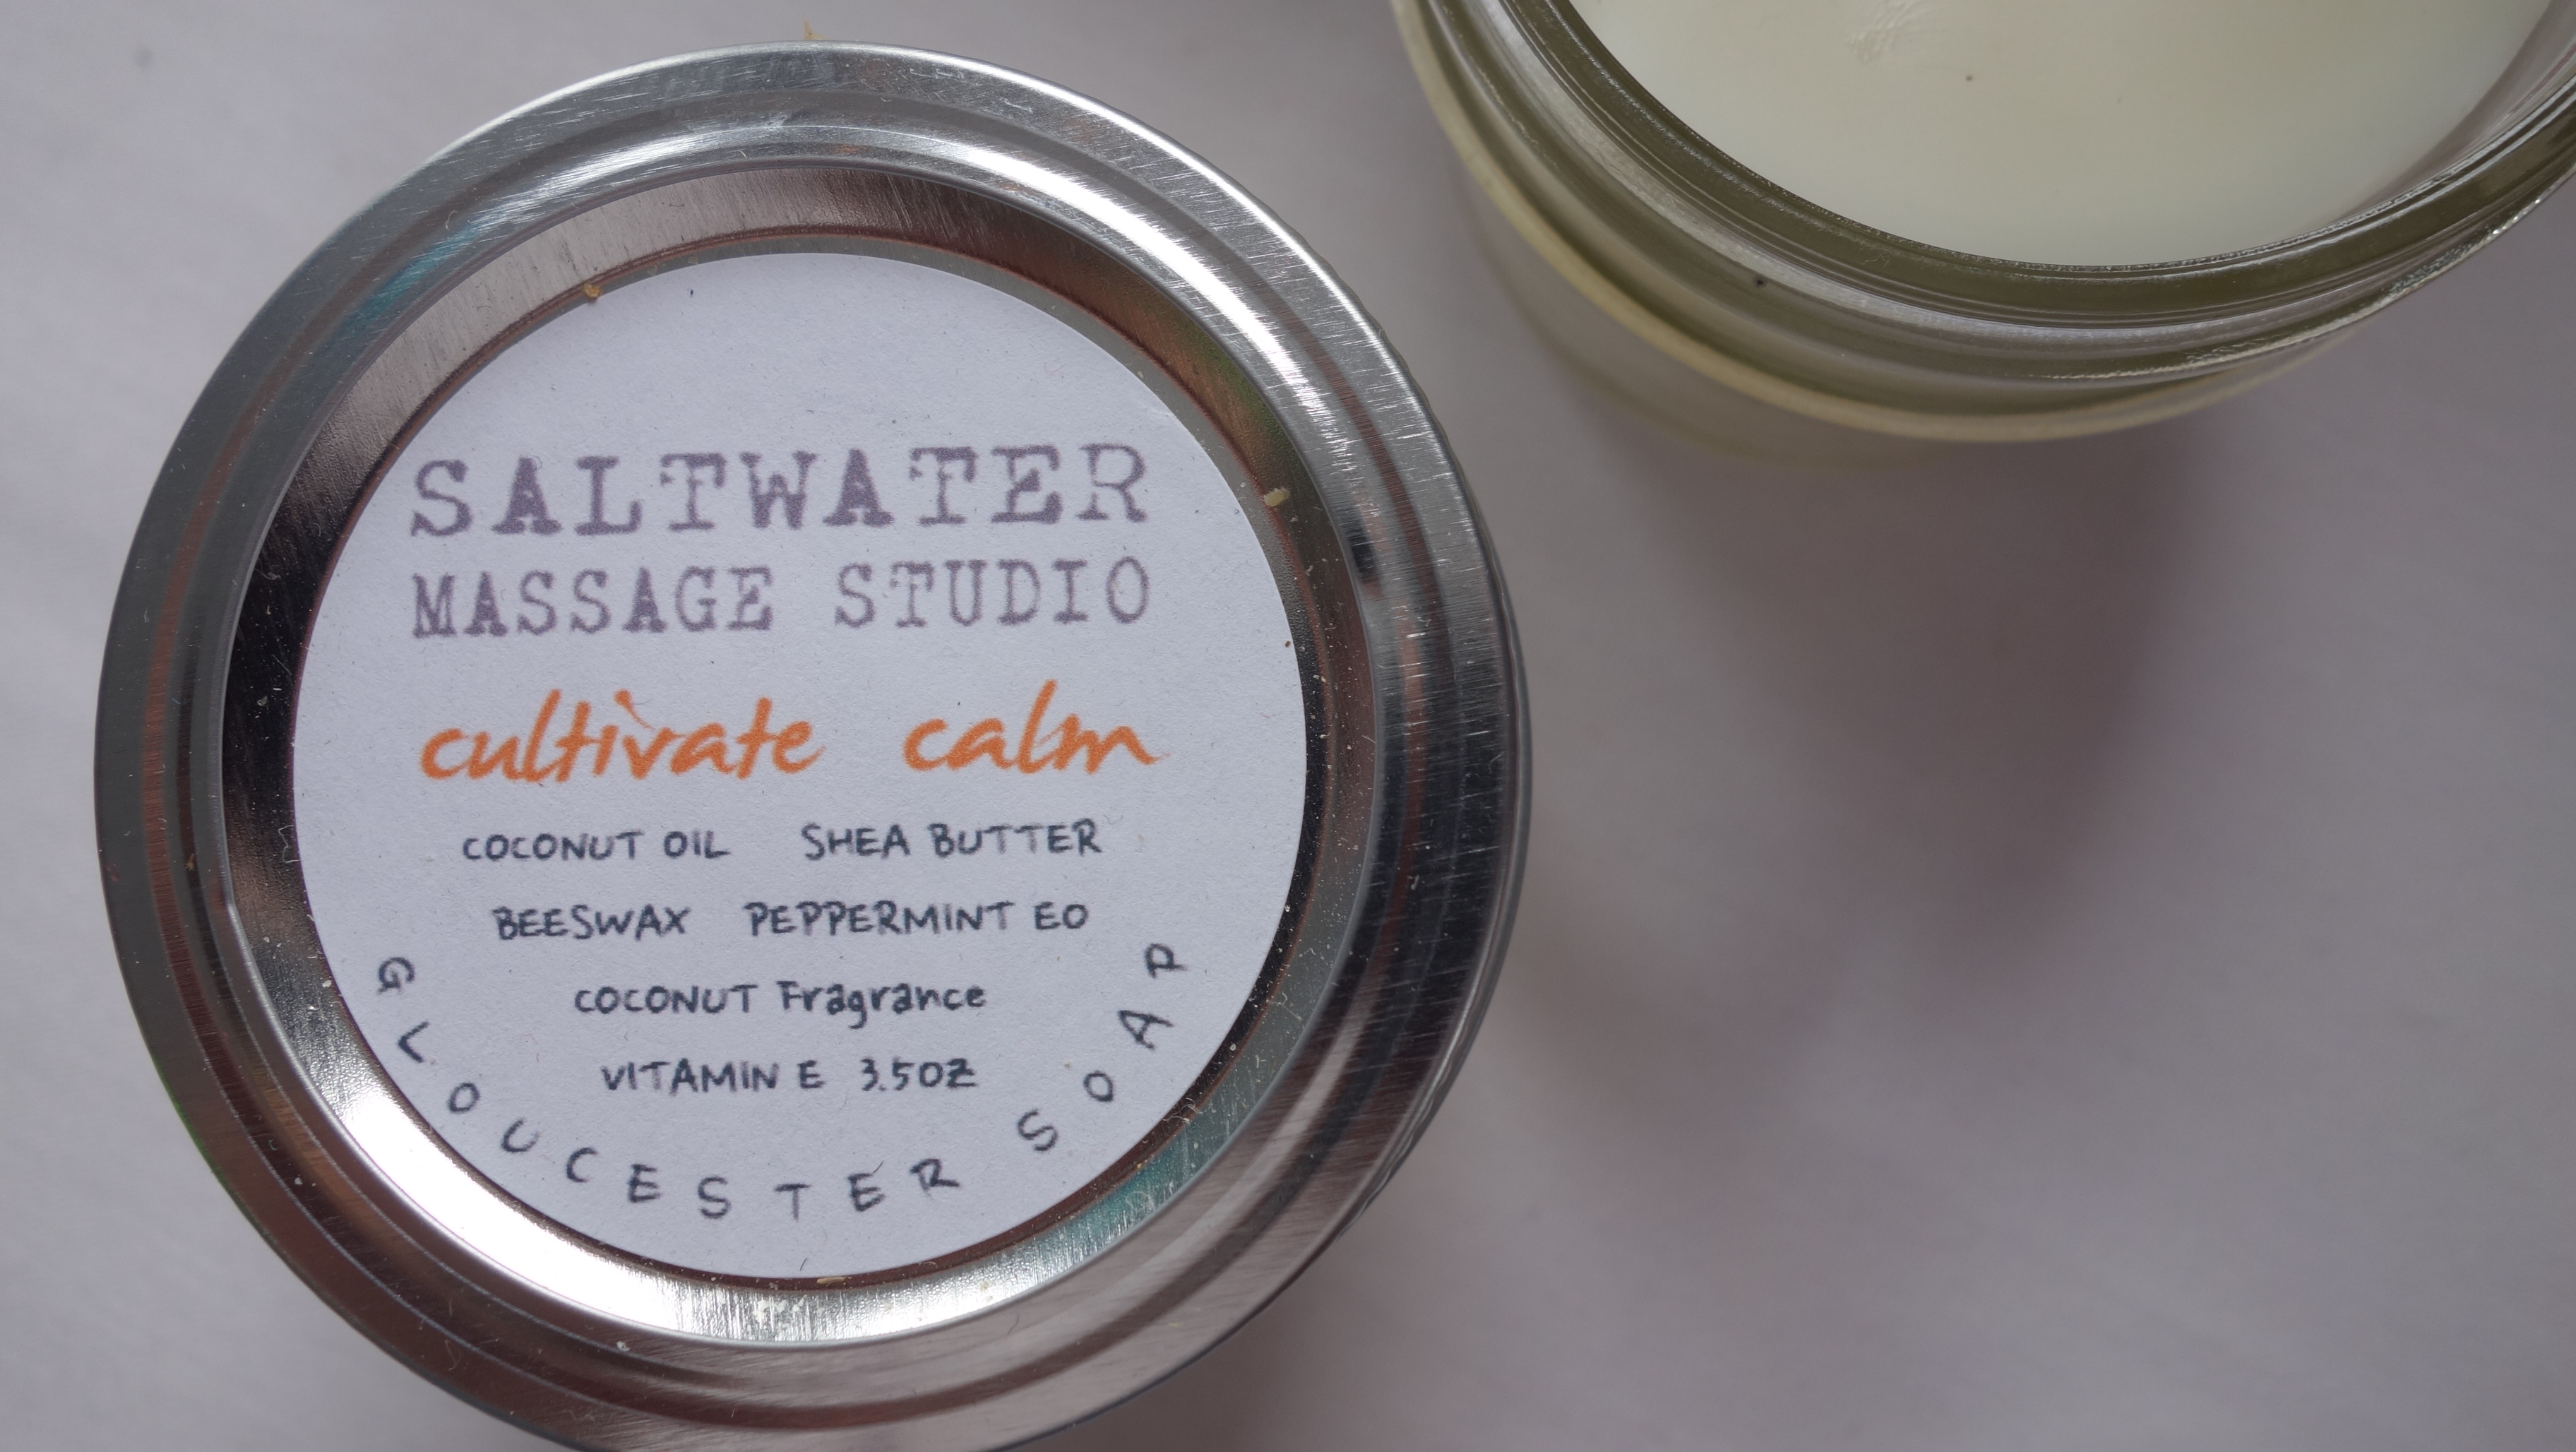 SALTWATER
MASSAGE STUDIO
cultivate calm
COCONUT OIL SHEA BUTTER
BEESWAX PEPPERMINT EO
COCONUT Fragrance
VITAMIN E 3.5OZ
GLOUCESTER SOAP